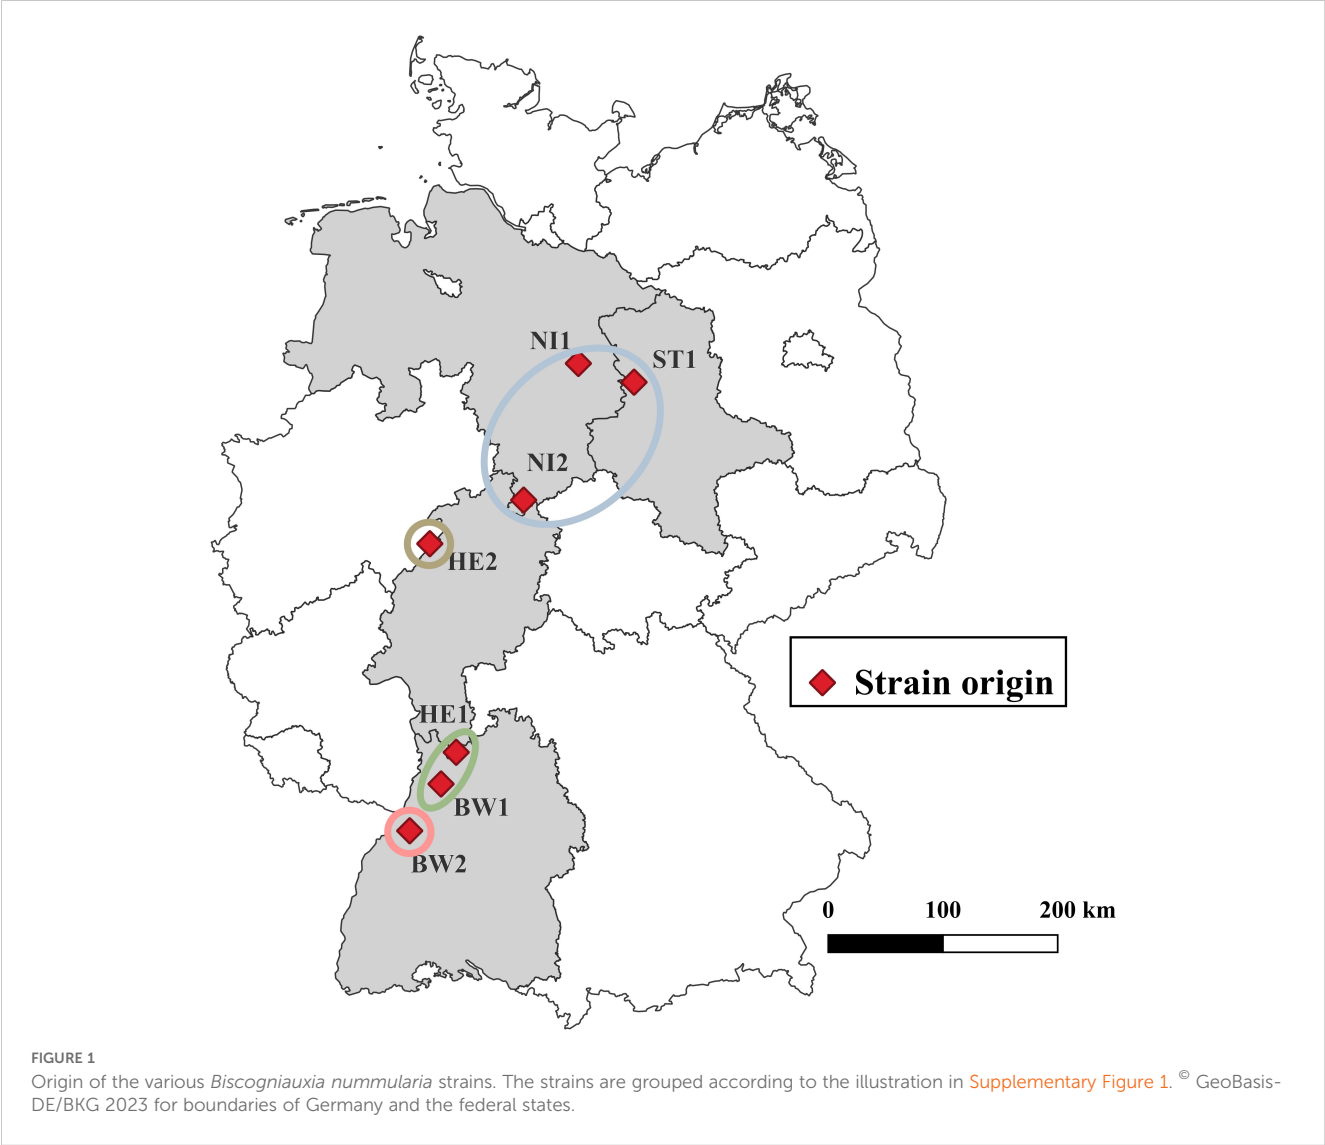 NI1
ST1
NI2
HE2
Strain origin
HE1
BW1
BW2
0 100 200 km
FIGURE 1
Origin of the various Biscogniauxia nummularia strains. The strains are grouped according to the illustration in Supplementary Figure 1. © GeoBasis-
DE/BKG 2023 for boundaries of Germany and the federal states.